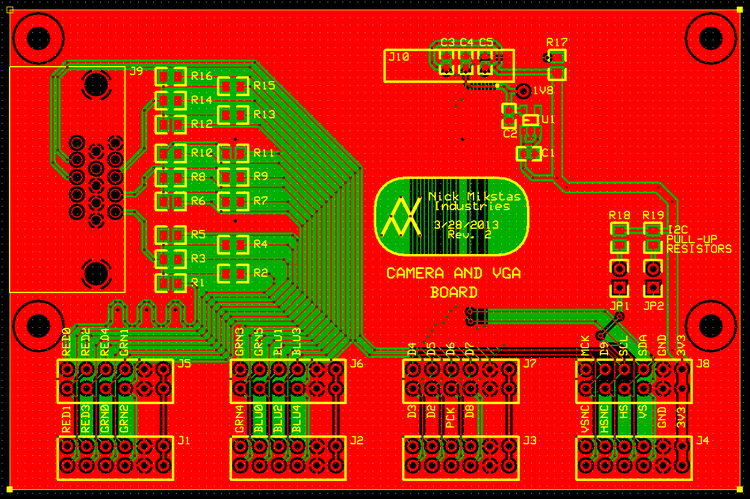 C3 C4 C5
R17
J10
J9
R16
R15
R14
R13
R12
1V8
U1
C2
C1
R10
R11
R8
R9
R6
R7
Nick Mikstas
Industries
3/28/2013
Rev. 2
R18 R19
I2C
PULL-UP
RESISTORS
R5
R4
R3
R2
R1
CAMERA AND VGA
BOARD
JP1 JP2
RED0 RED2 RED4 GRN1
GRN3 GRN5 BLU1 BLU3
D4 D5 D6 D7
MCK D9 SCL SDA GND 3V3
J5
J6
J7
J8
RED1 RED3 GRN0 GRN2
GRN4 BLU0 BLU2 BLU4
D3 D2 PCK D8
VSNC HSNC HS VS GND 3V3
J1
J2
J3
J4